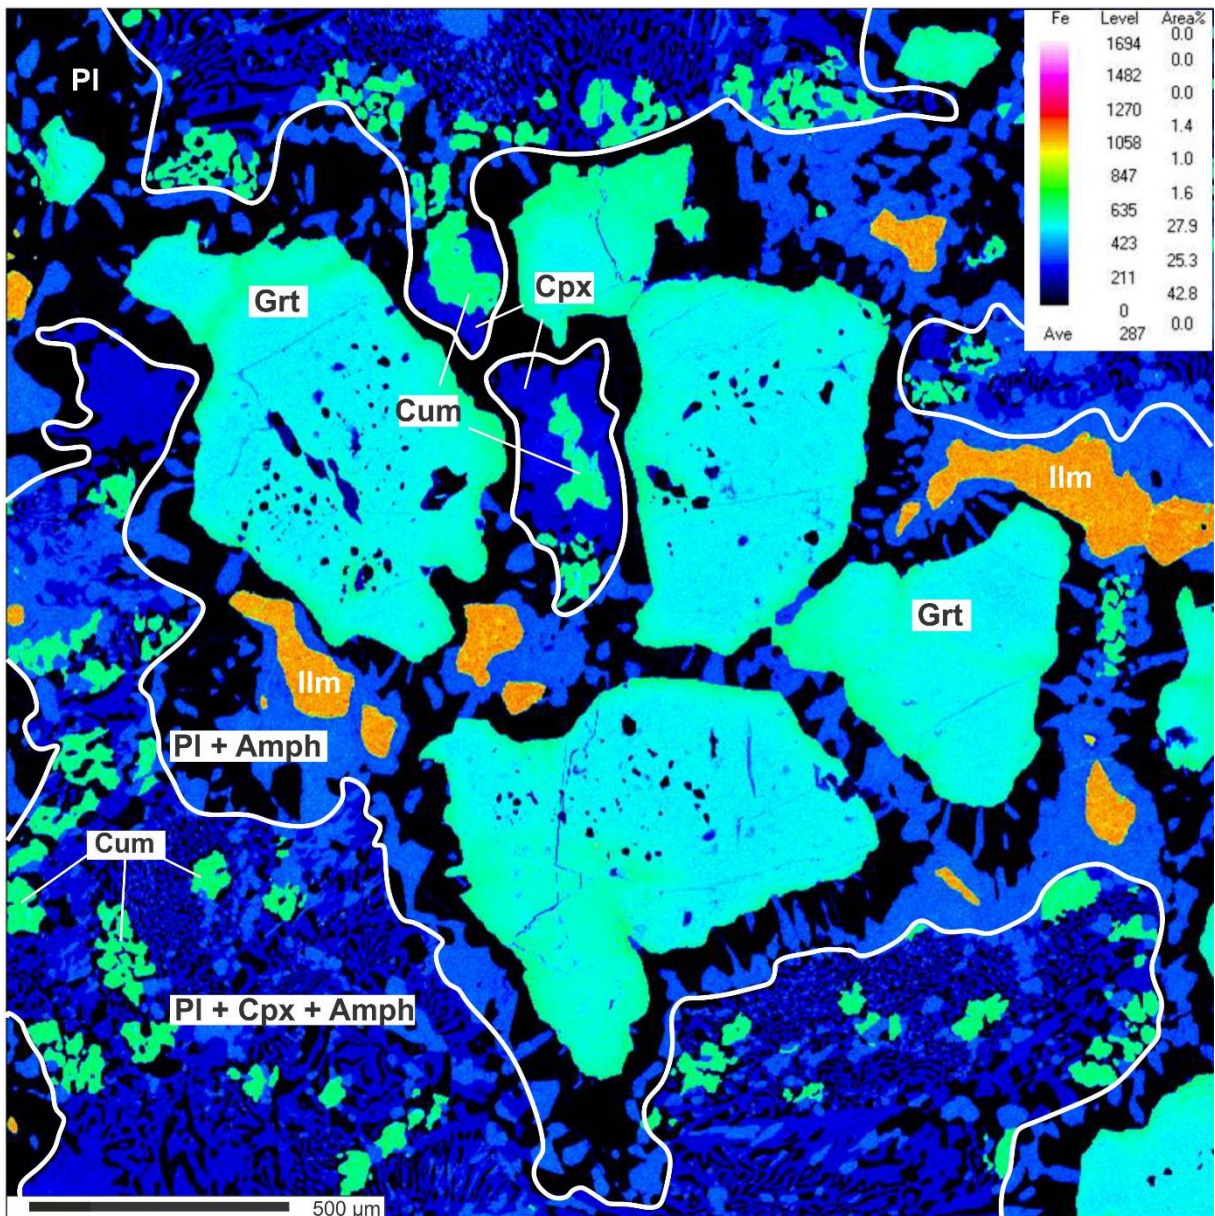 Fe Level Area%
1694 0.0
1482 0.0
1270 0.0
1058 1.4
847 1.0
635 1.6
423 27.9
211 25.3
0 42.8
Ave 287 0.0
Pl
Grt
Cpx
Cum
Ilm
Grt
Ilm
Pl + Amph
Cum
Pl + Cpx + Amph
500 µm